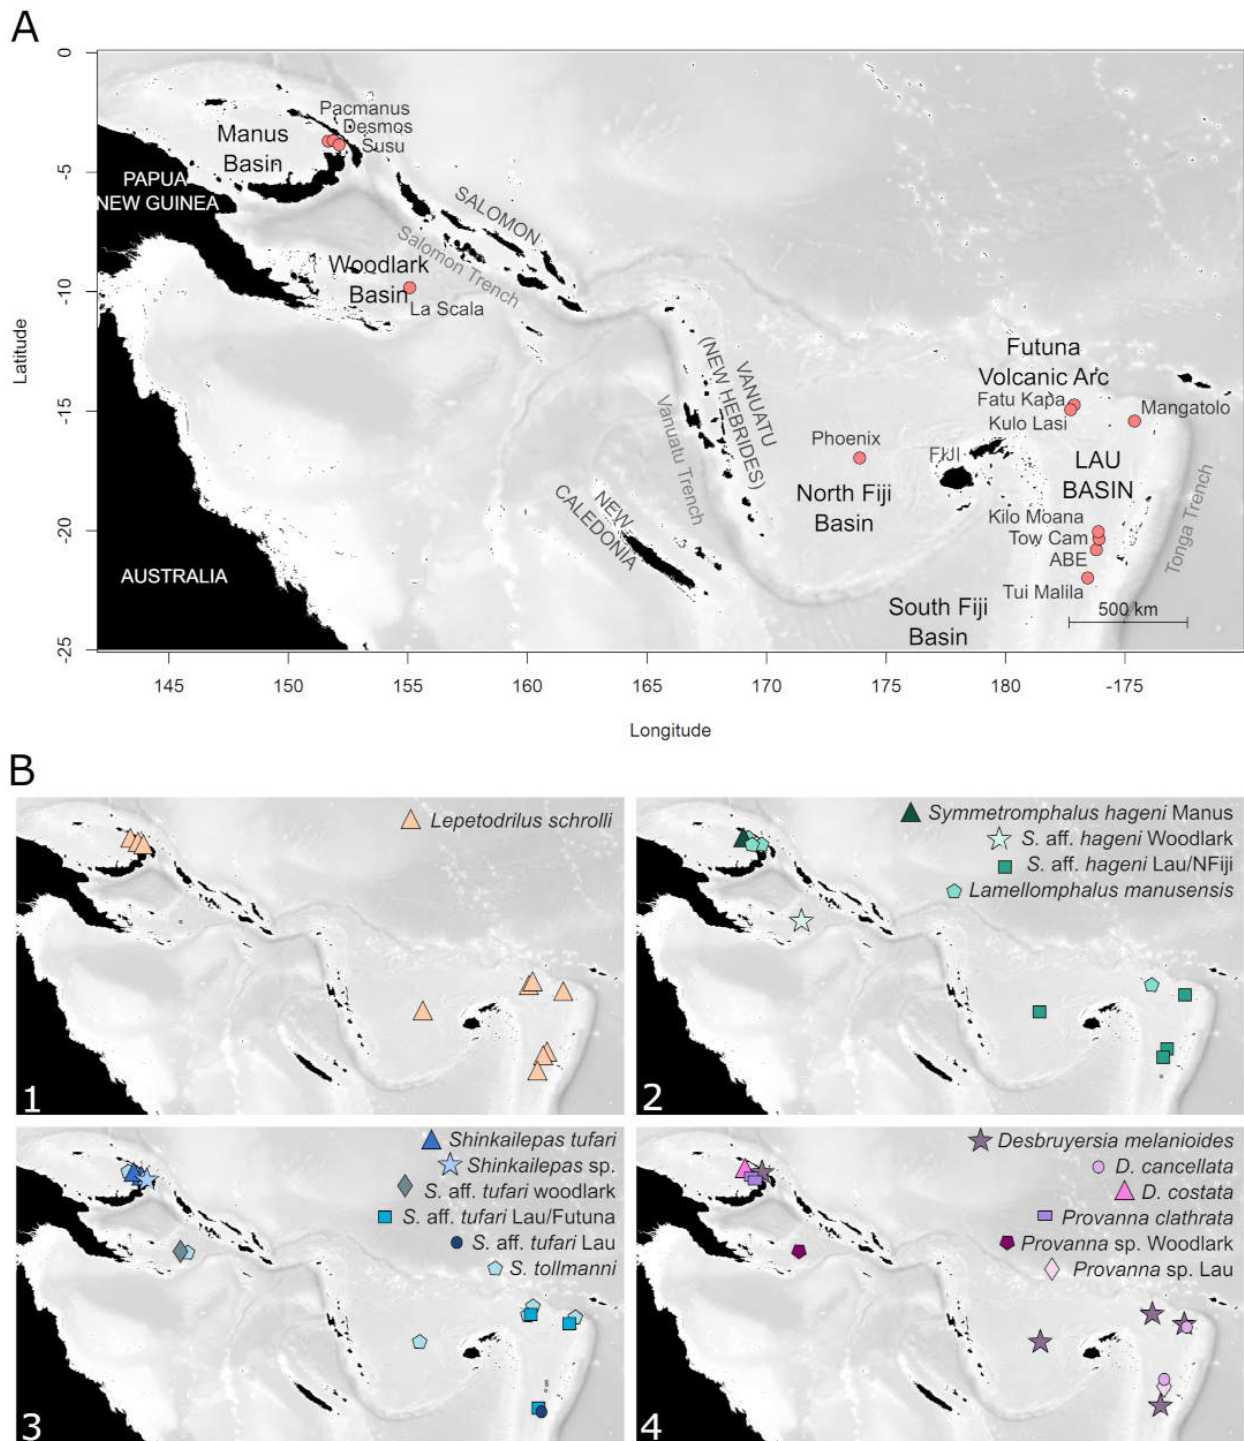 A
0
-5
-10
-15
-20
-25
Latitude
145
150
155
160
165
170
175
180
-175
Longitude
Manus
Basin
Pacmanus
Desmos
Susu
PAPUA
NEW GUINEA
SALOMON
Salomon Trench
Woodlark
Basin
La Scala
VANUATU
(NEW HEBRIDES)
Vanuatu Trench
NEW
CALEDONIA
AUSTRALIA
Phoenix
North Fiji
Basin
FIJI
Futuna
Volcanic Arc
Fatu Kapa
Kulo Lasi
Mangatolo
LAU
BASIN
Kilo Moana
Tow Cam
ABE
Tui Malila
Tonga Trench
South Fiji
Basin
500 km
B
Lepetodrilus schrolli
1
Symmetromphalus hageni Manus
S. aff. hageni Woodlark
S. aff. hageni Lau/NFiji
Lamellomphalus manusensis
2
Shinkailepas tufari
Shinkailepas sp.
S. aff. tufari woodlark
S. aff. tufari Lau/Futuna
S. aff. tufari Lau
S. tollmanni
3
Desbruyersia melanioides
D. cancellata
D. costata
Provanna clathrata
Provanna sp. Woodlark
Provanna sp. Lau
4